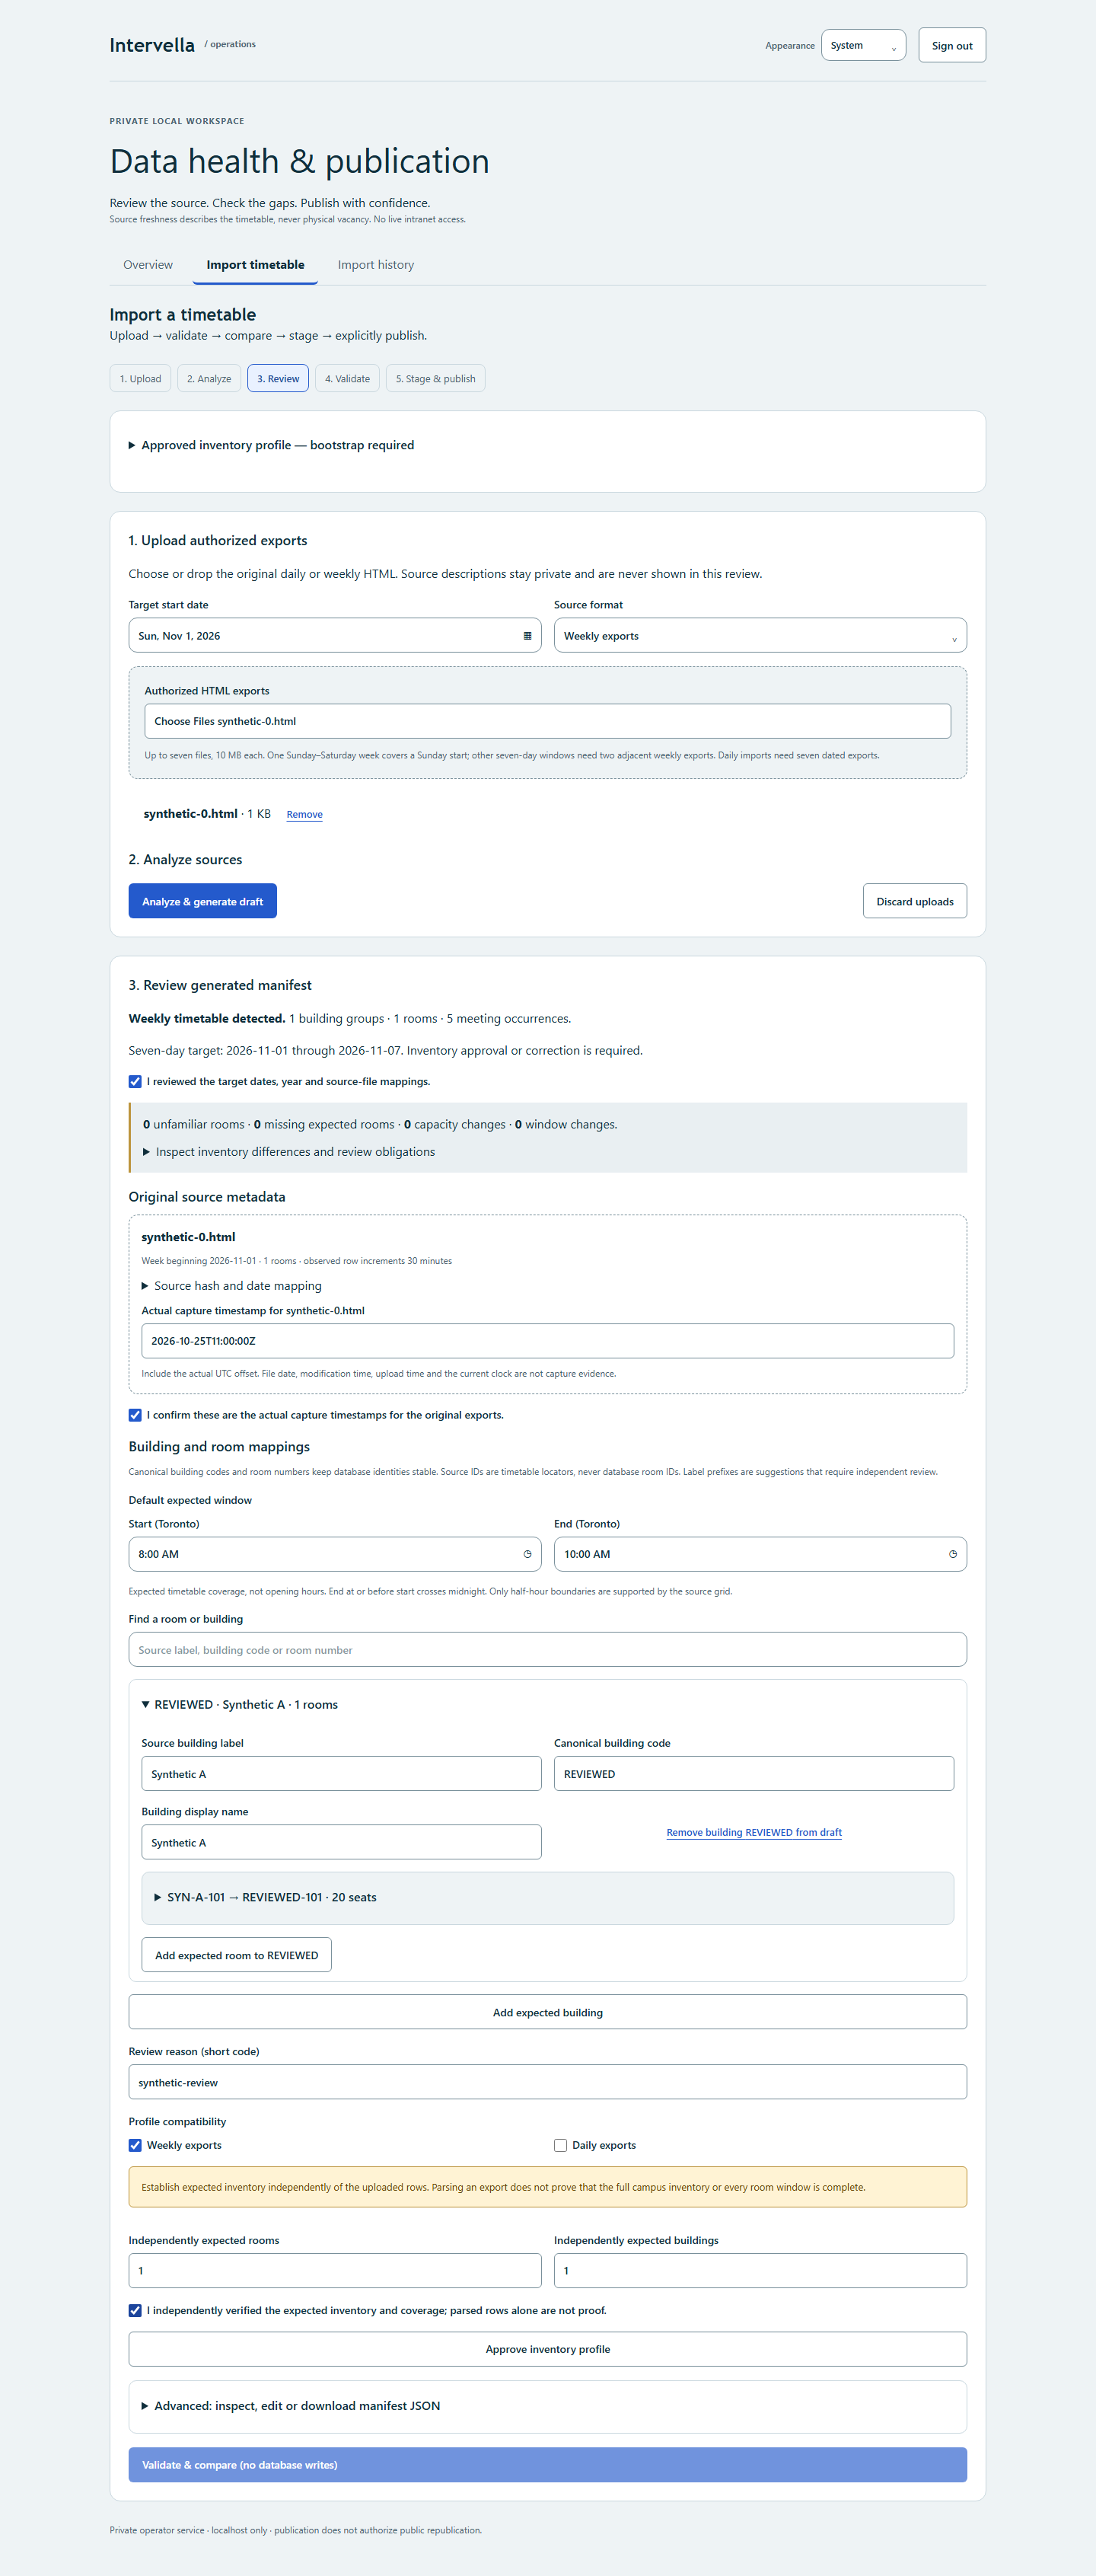 Intervella / operations
Appearance System Sign out
PRIVATE LOCAL WORKSPACE
Data health & publication
Review the source. Check the gaps. Publish with confidence.
Source freshness describes the timetable, never physical vacancy. No live intranet access.
Overview Import timetable Import history
Import a timetable
Upload → validate → compare → stage → explicitly publish.
1. Upload 2. Analyze 3. Review 4. Validate 5. Stage & publish
Approved inventory profile — bootstrap required
1. Upload authorized exports
Choose or drop the original daily or weekly HTML. Source descriptions stay private and are never shown in this review.
Target start date Source format
Sun, Nov 1, 2026 Weekly exports
Authorized HTML exports
Choose Files synthetic-0.html
Up to seven files, 10 MB each. One Sunday–Saturday week covers a Sunday start; other seven-day windows need two adjacent weekly exports. Daily imports need seven dated exports.
synthetic-0.html · 1 KB Remove
2. Analyze sources
Analyze & generate draft Discard uploads
3. Review generated manifest
Weekly timetable detected. 1 building groups · 1 rooms · 5 meeting occurrences.
Seven-day target: 2026-11-01 through 2026-11-07. Inventory approval or correction is required.
I reviewed the target dates, year and source-file mappings.
0 unfamiliar rooms · 0 missing expected rooms · 0 capacity changes · 0 window changes.
Inspect inventory differences and review obligations
Original source metadata
synthetic-0.html
Week beginning 2026-11-01 · 1 rooms · observed row increments 30 minutes
Source hash and date mapping
Actual capture timestamp for synthetic-0.html
2026-10-25T11:00:00Z
Include the actual UTC offset. File date, modification time, upload time and the current clock are not capture evidence.
I confirm these are the actual capture timestamps for the original exports.
Building and room mappings
Canonical building codes and room numbers keep database identities stable. Source IDs are timetable locators, never database room IDs. Label prefixes are suggestions that require independent review.
Default expected window
Start (Toronto) End (Toronto)
8:00 AM 10:00 AM
Expected timetable coverage, not opening hours. End at or before start crosses midnight. Only half-hour boundaries are supported by the source grid.
Find a room or building
Source label, building code or room number
REVIEWED · Synthetic A · 1 rooms
Source building label Canonical building code
Synthetic A REVIEWED
Building display name
Synthetic A Remove building REVIEWED from draft
SYN-A-101 → REVIEWED-101 · 20 seats
Add expected room to REVIEWED
Add expected building
Review reason (short code)
synthetic-review
Profile compatibility
Weekly exports Daily exports
Establish expected inventory independently of the uploaded rows. Parsing an export does not prove that the full campus inventory or every room window is complete.
Independently expected rooms Independently expected buildings
1 1
I independently verified the expected inventory and coverage; parsed rows alone are not proof.
Approve inventory profile
Advanced: inspect, edit or download manifest JSON
Validate & compare (no database writes)
Private operator service · localhost only · publication does not authorize public republication.